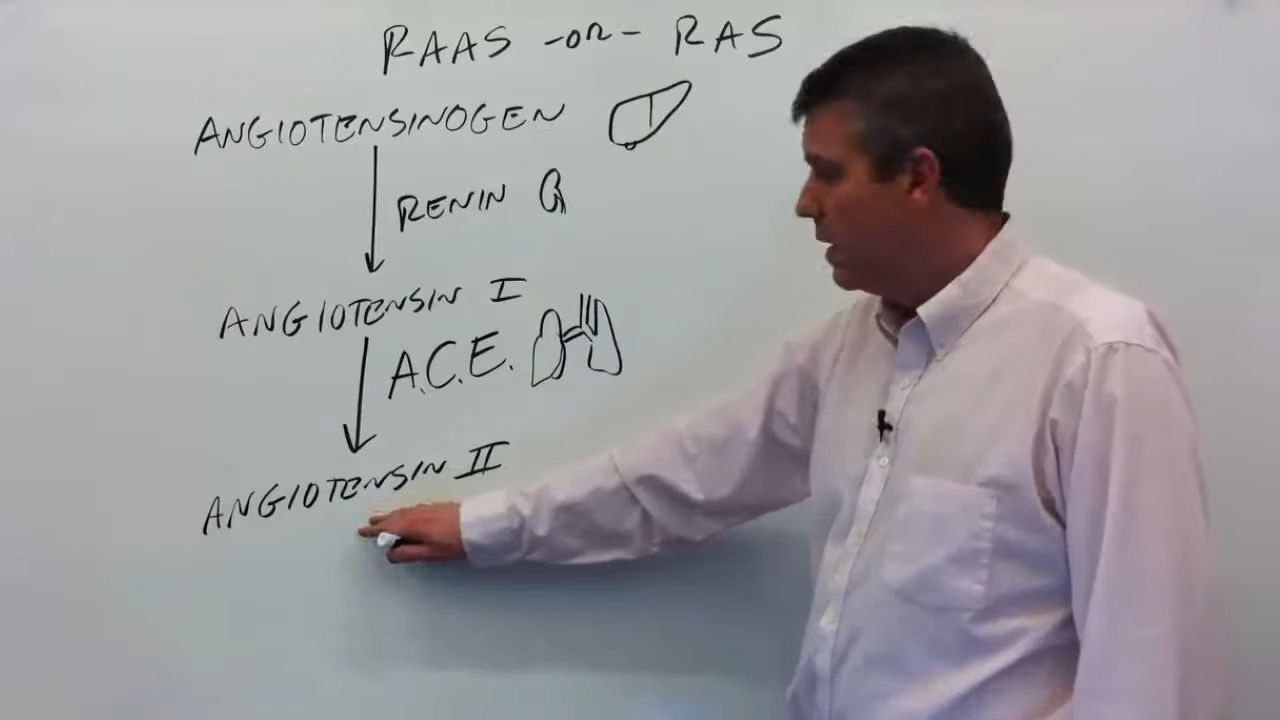 RAAS -or- RAS
ANGIOTENSINOGEN
RENIN
ANGIOTENSIN I
A.C.E.
ANGIOTENSIN II